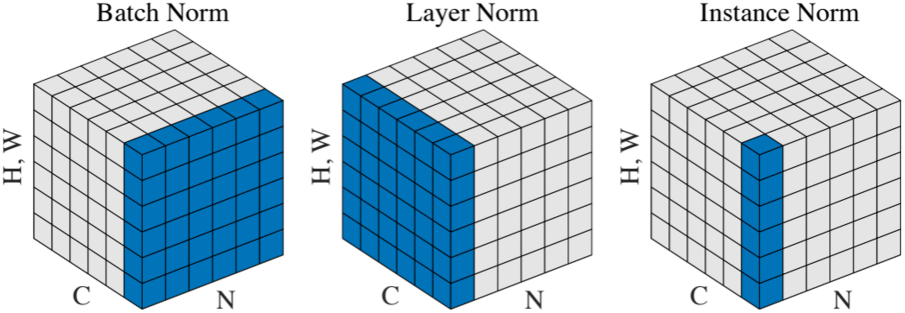 Batch Norm
Layer Norm
Instance Norm
H, W
C
N
H, W
C
N
H, W
C
N